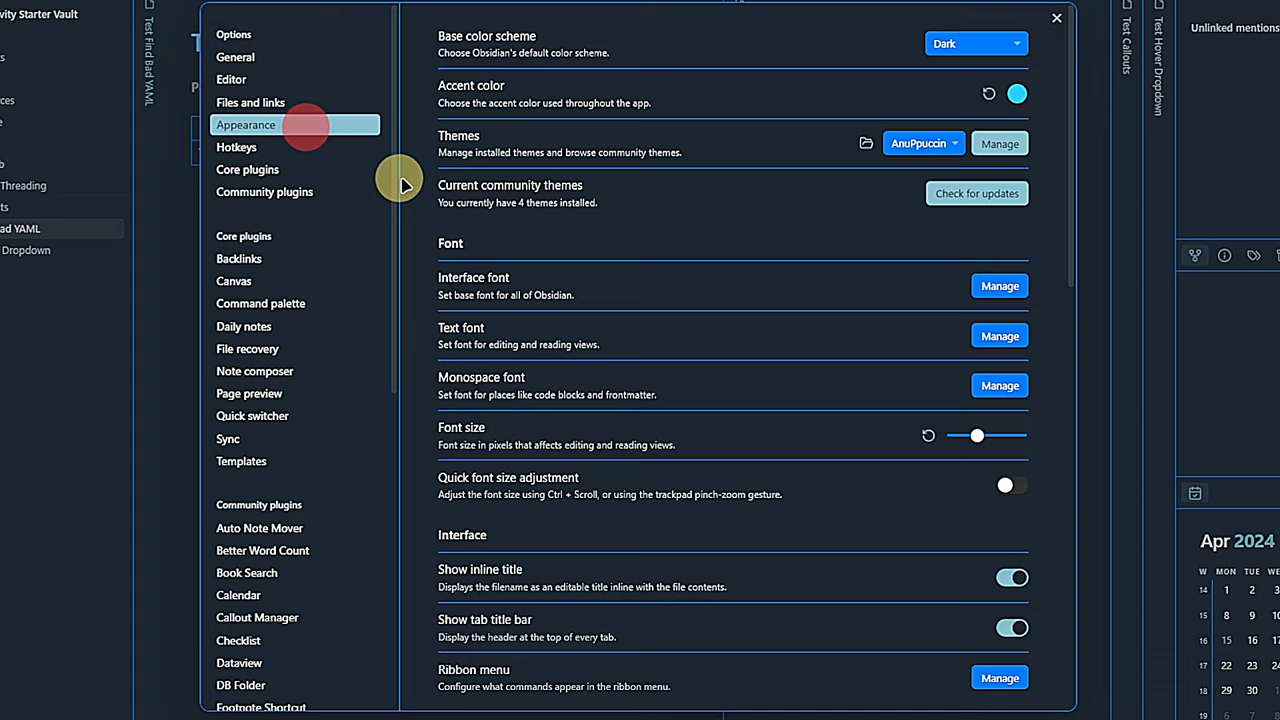 ivity Starter Vault
Threading
ad YAML
Dropdown
Test Find Bad YAML
Options
General
Editor
Files and links
Appearance
Hotkeys
Core plugins
Community plugins
Core plugins
Backlinks
Canvas
Command palette
Daily notes
File recovery
Note composer
Page preview
Quick switcher
Sync
Templates
Community plugins
Auto Note Mover
Better Word Count
Book Search
Calendar
Callout Manager
Checklist
Dataview
DB Folder
Footnote Shortcut
Base color scheme
Choose Obsidian's default color scheme.
Dark
Accent color
Choose the accent color used throughout the app.
Themes
Manage installed themes and browse community themes.
AnuPpuccin
Manage
Current community themes
You currently have 4 themes installed.
Check for updates
Font
Interface font
Set base font for all of Obsidian.
Manage
Text font
Set font for editing and reading views.
Manage
Monospace font
Set font for places like code blocks and frontmatter.
Manage
Font size
Font size in pixels that affects editing and reading views.
Quick font size adjustment
Adjust the font size using Ctrl + Scroll, or using the trackpad pinch-zoom gesture.
Interface
Show inline title
Displays the filename as an editable title inline with the file contents.
Show tab title bar
Display the header at the top of every tab.
Ribbon menu
Configure what commands appear in the ribbon menu.
Manage
Test Callouts
Test Hover Dropdown
Unlinked mentions
Apr 2024
W MON TUE WE
14 1 2 3
15 8 9 10
16 15 16 17
17 22 23 24
18 29 30 1
19 6 7 8